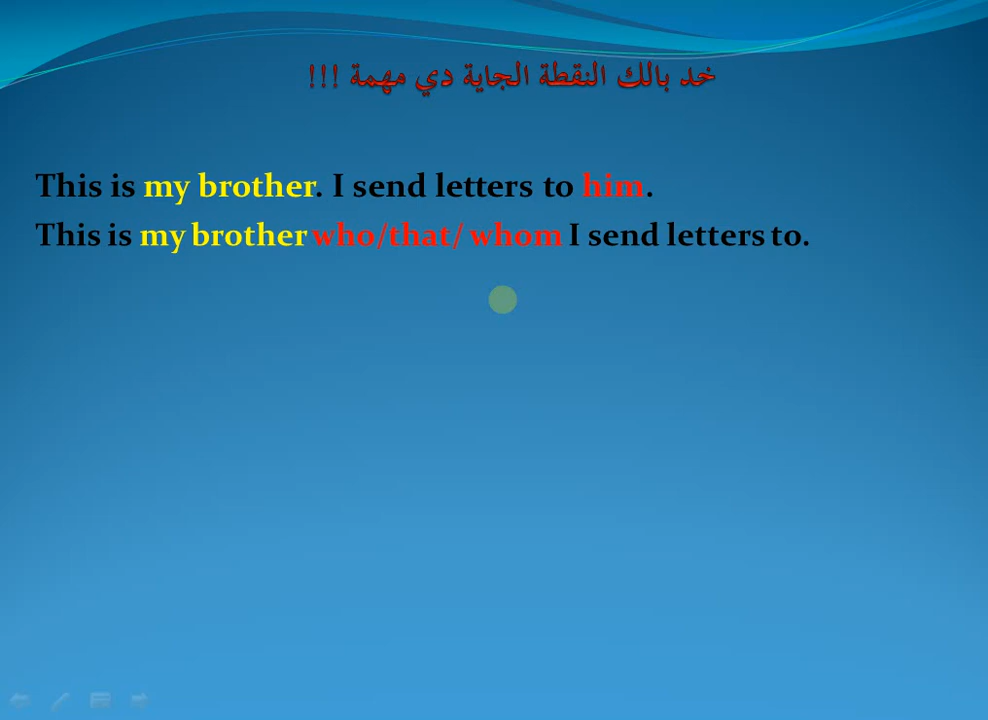 خد بالك النقطة الجاية دي مهمة !!!
This is my brother. I send letters to him.
This is my brother who/that/ whom I send letters to.